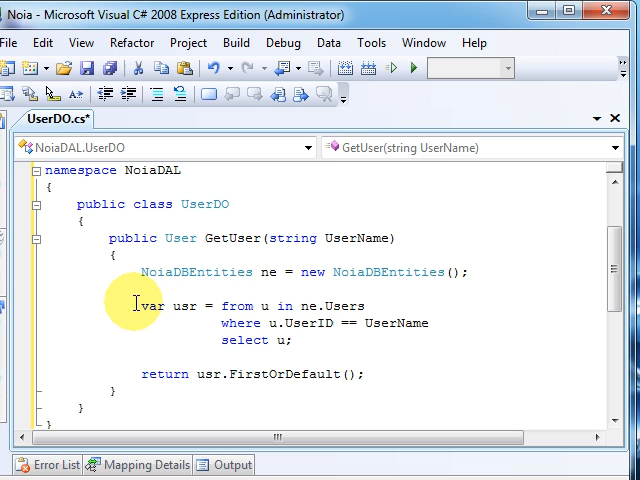 Noia - Microsoft Visual C# 2008 Express Edition (Administrator)
File Edit View Refactor Project Build Debug Data Tools Window Help
UserDO.cs*
NoiaDAL.UserDO GetUser(string UserName)
namespace NoiaDAL
{
public class UserDO
{
public User GetUser(string UserName)
{
NoiaDBEntities ne = new NoiaDBEntities();
var usr = from u in ne.Users
where u.UserID == UserName
select u;
return usr.FirstOrDefault();
}
}
}
Error List Mapping Details Output